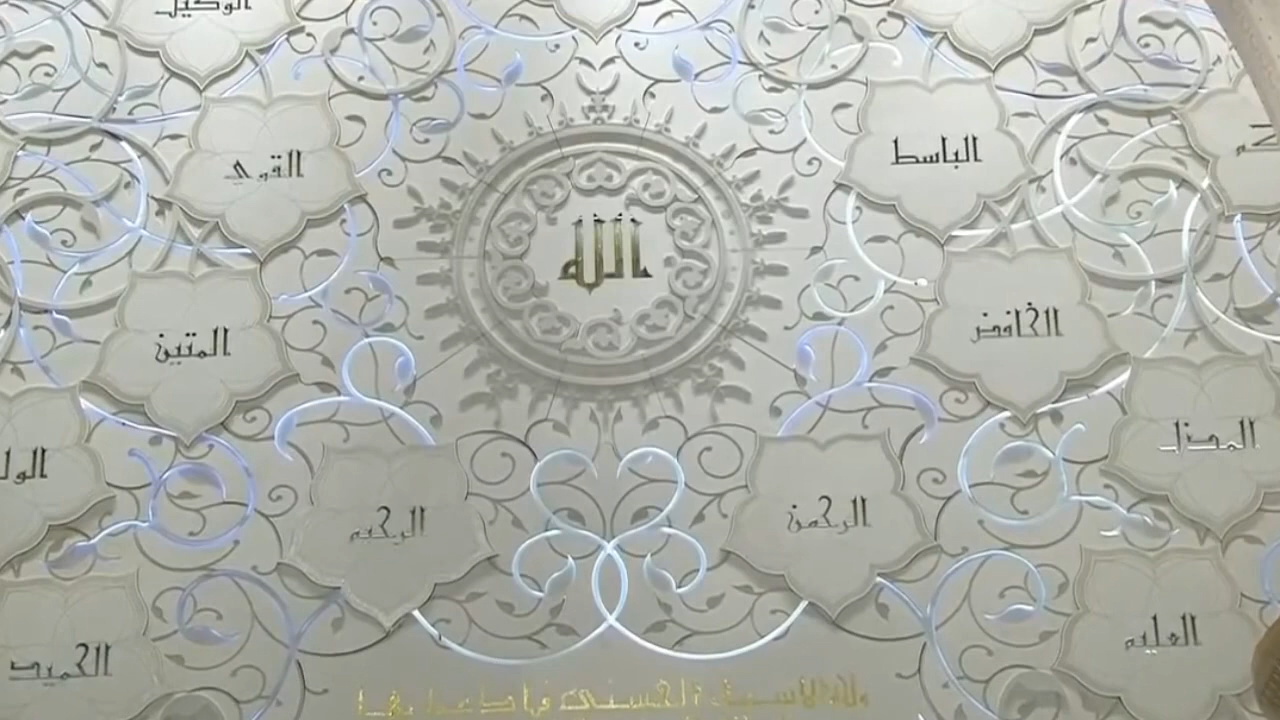 الوكيل
الباسط
القوي
الله
الخافض
المتين
المذل
الرحمن
الرحيم
العليم
الحميد
ولله الأسماء الحسنى فادعوه بها